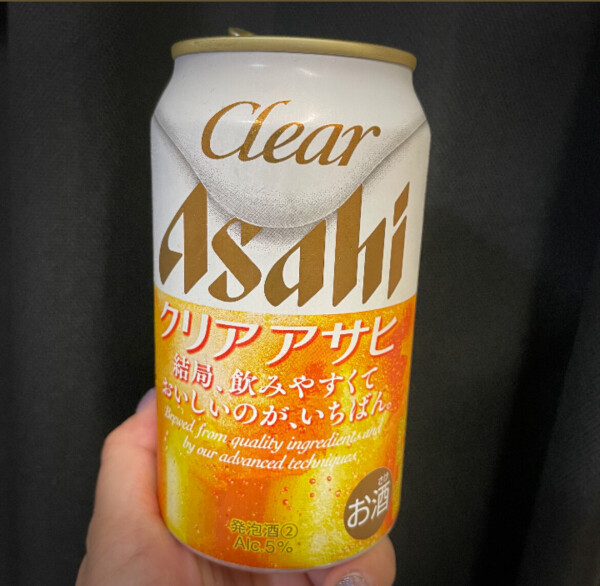 Clear
Asahi
クリア アサヒ
結局、飲みやすくて
おいしいのが、いちばん。
Brewed from quality ingredients and
by our advanced techniques.
お酒
発泡酒②
Alc.5%